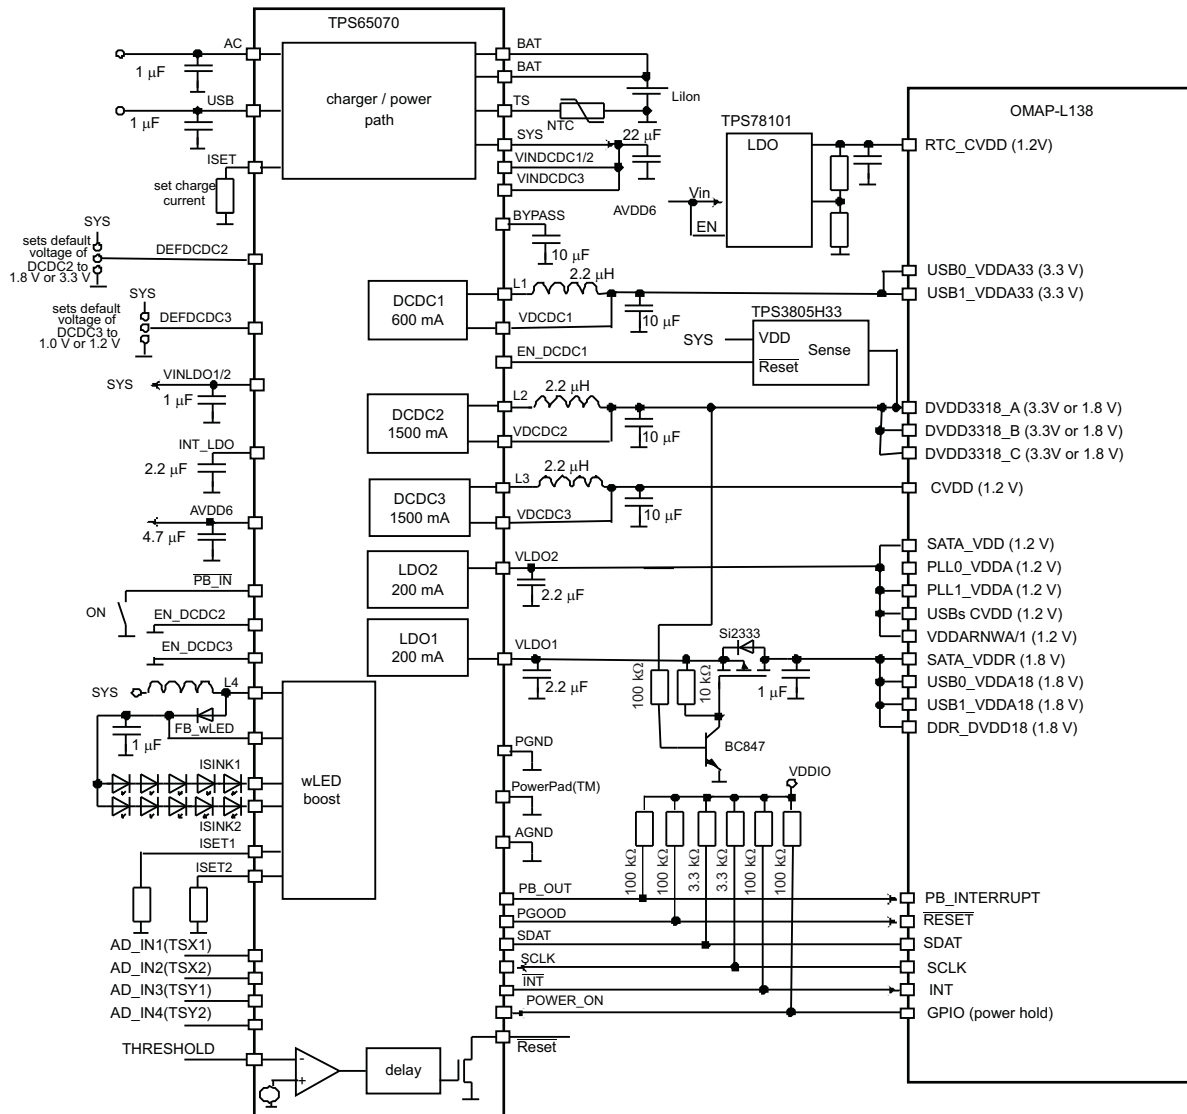 TPS65070
AC
1 μF
USB
1 μF
ISET
set charge
current
charger / power
path
BAT
BAT
LiIon
TS
NTC
SYS
22 μF
VINDCDC1/2
VINDCDC3
BYPASS
10 μF
TPS78101
LDO
Vin
AVDD6
EN
OMAP-L138
RTC_CVDD (1.2V)
SYS
sets default
voltage of
DCDC2 to
1.8 V or 3.3 V
DEFDCDC2
SYS
sets default
voltage of
DCDC3 to
1.0 V or 1.2 V
DEFDCDC3
DCDC1
600 mA
L1
2.2 μH
VDCDC1
10 μF
USB0_VDDA33 (3.3 V)
USB1_VDDA33 (3.3 V)
TPS3805H33
SYS
VDD
Sense
Reset
EN_DCDC1
SYS
VINLDO1/2
1 μF
DCDC2
1500 mA
L2
2.2 μH
VDCDC2
10 μF
DVDD3318_A (3.3V or 1.8 V)
DVDD3318_B (3.3V or 1.8 V)
DVDD3318_C (3.3V or 1.8 V)
INT_LDO
2.2 μF
DCDC3
1500 mA
L3
2.2 μH
VDCDC3
10 μF
CVDD (1.2 V)
AVDD6
4.7 μF
LDO2
200 mA
VLDO2
2.2 μF
SATA_VDD (1.2 V)
PLL0_VDDA (1.2 V)
PLL1_VDDA (1.2 V)
USBs CVDD (1.2 V)
VDDARNWA/1 (1.2 V)
PB_IN
ON
EN_DCDC2
EN_DCDC3
LDO1
200 mA
VLDO1
2.2 μF
100 kΩ
10 kΩ
Si2333
1 μF
BC847
SATA_VDDR (1.8 V)
USB0_VDDA18 (1.8 V)
USB1_VDDA18 (1.8 V)
DDR_DVDD18 (1.8 V)
SYS
L4
FB_wLED
1 μF
ISINK1
ISINK2
ISET1
ISET2
wLED
boost
PGND
PowerPad(TM)
AGND
VDDIO
100 kΩ
100 kΩ
3.3 kΩ
3.3 kΩ
100 kΩ
100 kΩ
PB_OUT
PB_INTERRUPT
PGOOD
RESET
SDAT
SDAT
SCLK
SCLK
INT
INT
POWER_ON
GPIO (power hold)
AD_IN1(TSX1)
AD_IN2(TSX2)
AD_IN3(TSY1)
AD_IN4(TSY2)
THRESHOLD
-
+
delay
Reset